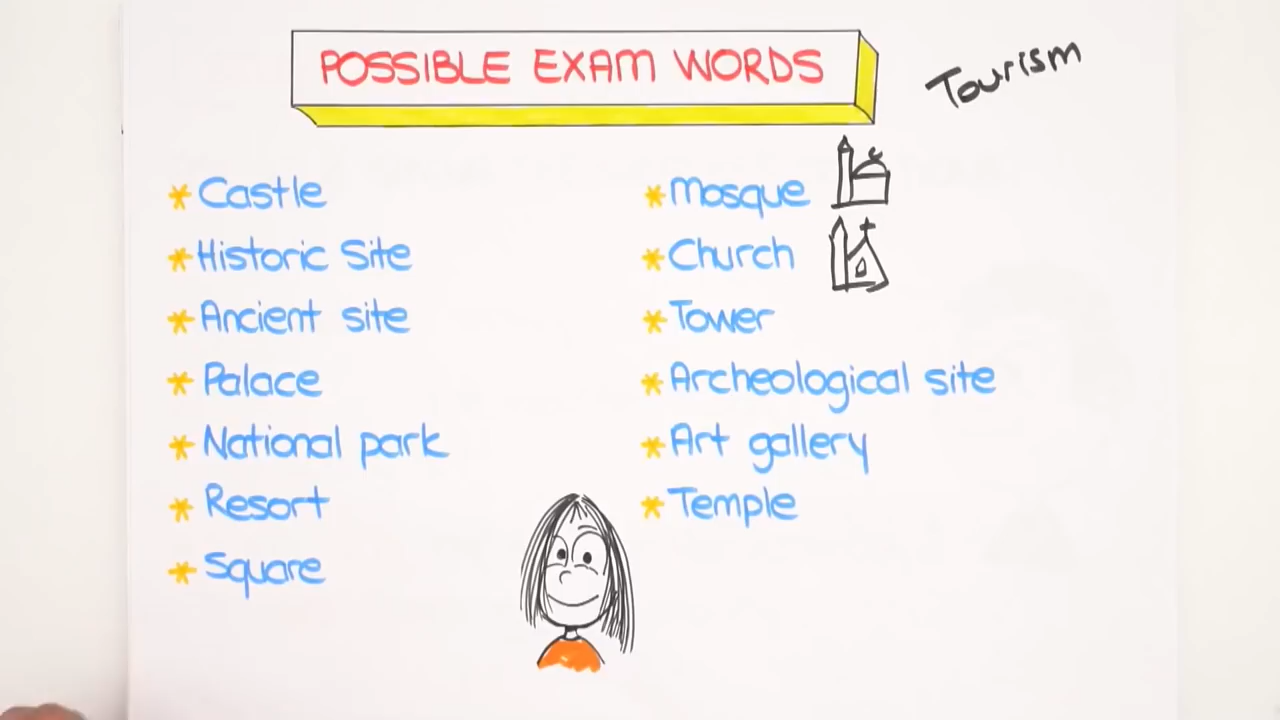 POSSIBLE EXAM WORDS
Tourism
Castle
Historic Site
Ancient site
Palace
National park
Resort
Square
Mosque
Church
Tower
Archeological site
Art gallery
Temple